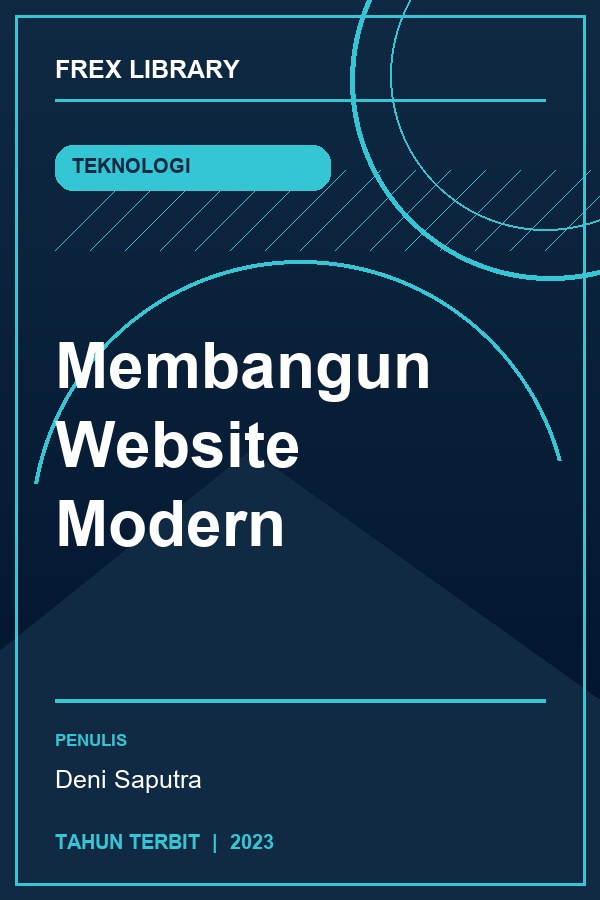 FREX LIBRARY
TEKNOLOGI
Membangun
Website
Modern
PENULIS
Deni Saputra
TAHUN TERBIT | 2023